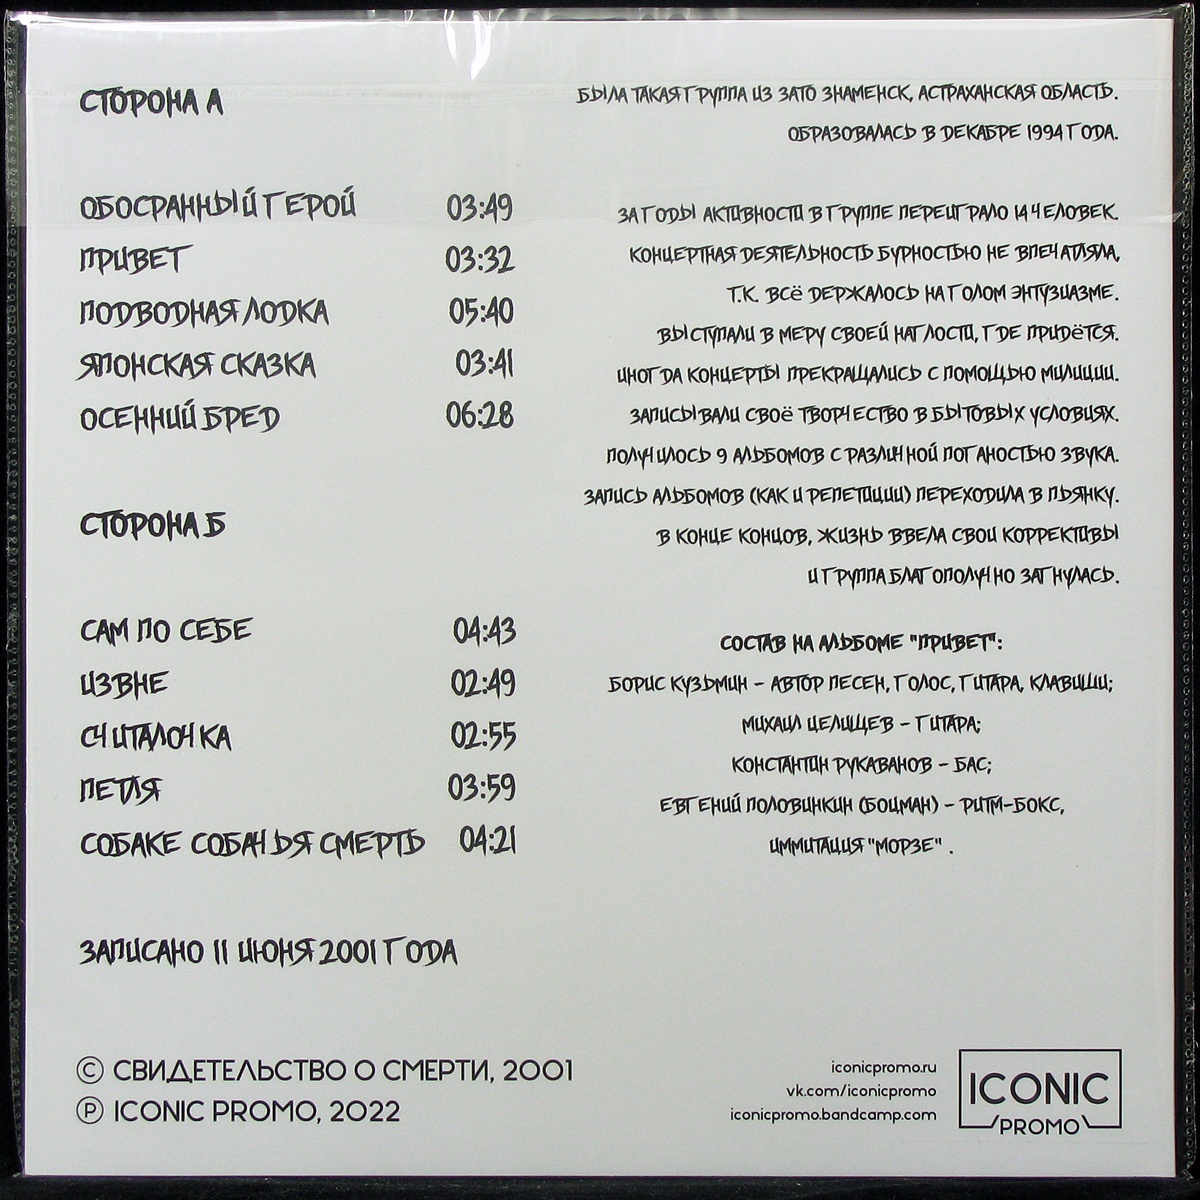 СТОРОНА А
ОБОСРАННЫЙ ГЕРОЙ 03:49
ПРИВЕТ 03:32
ПОДВОДНАЯ ЛОДКА 05:40
ЯПОНСКАЯ СКАЗКА 03:41
ОСЕННИЙ БРЕД 06:28
СТОРОНА Б
САМ ПО СЕБЕ 04:43
ИЗВНЕ 02:49
СЧИТАЛОЧКА 02:55
ПЕТЛЯ 03:59
СОБАКЕ СОБАЧЬЯ СМЕРТЬ 04:21
ЗАПИСАНО 11 ИЮНЯ 2001 ГОДА
БЫЛА ТАКАЯ ГРУППА ИЗ ЗАТО ЗНАМЕНСК, АСТРАХАНСКАЯ ОБЛАСТЬ.
ОБРАЗОВАЛАСЬ В ДЕКАБРЕ 1994 ГОДА.
ЗА ГОДЫ АКТИВНОСТИ В ГРУППЕ ПЕРЕИГРАЛО 14 ЧЕЛОВЕК.
КОНЦЕРТНАЯ ДЕЯТЕЛЬНОСТЬ БУРНОСТЬЮ НЕ ВПЕЧАТЛЯЛА,
Т.К. ВСЁ ДЕРЖАЛОСЬ НА ГОЛОМ ЭНТУЗИАЗМЕ.
ВЫСТУПАЛИ В МЕРУ СВОЕЙ НАГЛОСТИ, ГДЕ ПРИДЁТСЯ.
ИНОГДА КОНЦЕРТЫ ПРЕКРАЩАЛИСЬ С ПОМОЩЬЮ МИЛИЦИИ.
ЗАПИСЫВАЛИ СВОЁ ТВОРЧЕСТВО В БЫТОВЫХ УСЛОВИЯХ.
ПОЛУЧИЛОСЬ 9 АЛЬБОМОВ С РАЗЛИЧНОЙ ПОГАНОСТЬЮ ЗВУКА.
ЗАПИСЬ АЛЬБОМОВ (КАК И РЕПЕТИЦИИ) ПЕРЕХОДИЛА В ПЬЯНКУ.
В КОНЦЕ КОНЦОВ, ЖИЗНЬ ВВЕЛА СВОИ КОРРЕКТИВЫ
И ГРУППА БЛАГОПОЛУЧНО ЗАГНУЛАСЬ.
СОСТАВ НА АЛЬБОМЕ "ПРИВЕТ":
БОРИС КУЗЬМИН - АВТОР ПЕСЕН, ГОЛОС, ГИТАРА, КЛАВИШИ;
МИХАИЛ ЦЕЛИЩЕВ - ГИТАРА;
КОНСТАНТИН РУКАВАНОВ - БАС;
ЕВГЕНИЙ ПОЛОВИНКИН (БОЦМАН) - РИТМ-БОКС,
ИММИТАЦИЯ "МОРЗЕ" .
© СВИДЕТЕЛЬСТВО О СМЕРТИ, 2001
℗ ICONIC PROMO, 2022
iconicpromo.ru
vk.com/iconicpromo
iconicpromo.bandcamp.com
ICONIC
PROMO